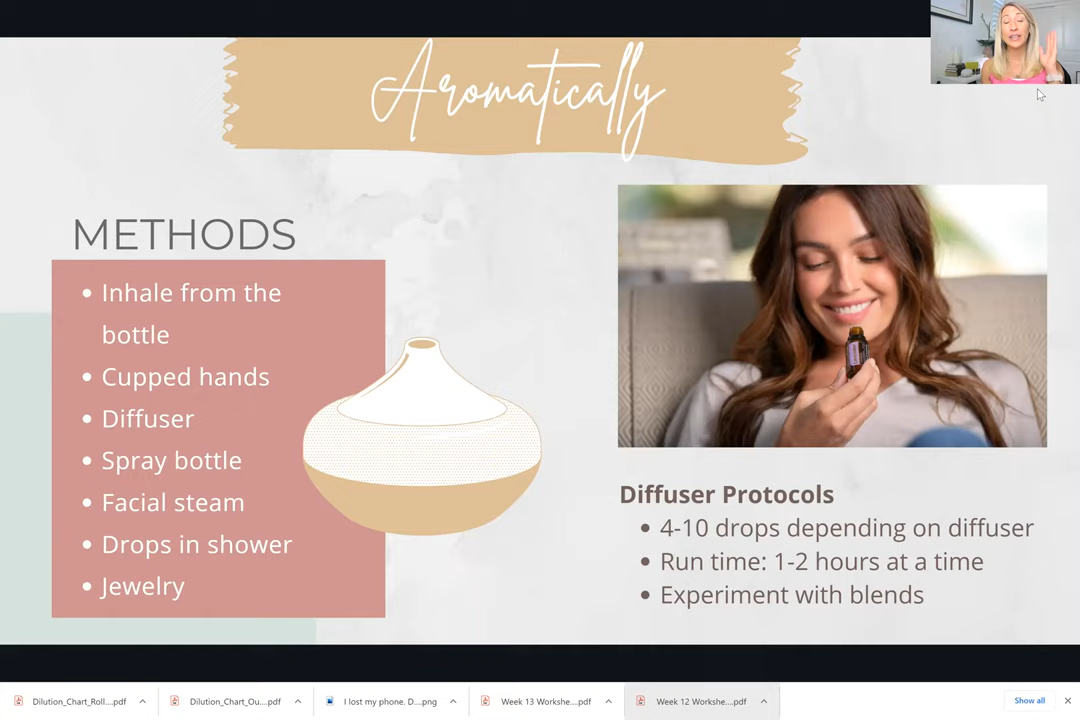 Aromatically
METHODS
• Inhale from the
bottle
• Cupped hands
• Diffuser
• Spray bottle
• Facial steam
• Drops in shower
• Jewelry
Diffuser Protocols
• 4-10 drops depending on diffuser
• Run time: 1-2 hours at a time
• Experiment with blends
Dilution_Chart_Roll....pdf
Dilution_Chart_Ou....pdf
I lost my phone. D....png
Week 13 Workshe....pdf
Week 12 Workshe....pdf
Show all